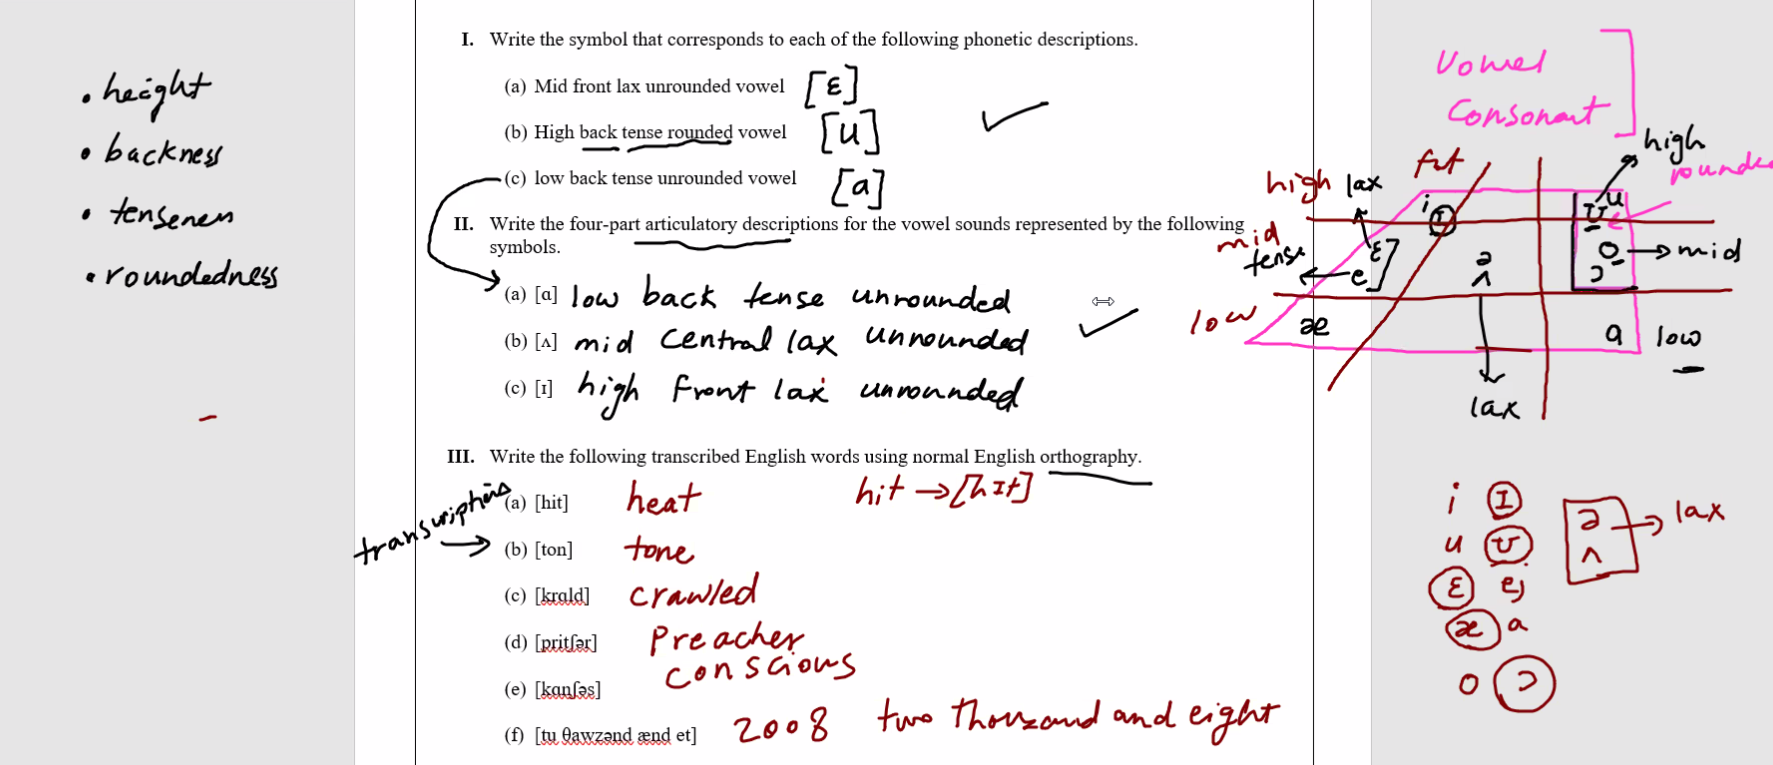 • height
• backness
• tenseness
• roundedness
I. Write the symbol that corresponds to each of the following phonetic descriptions.
(a) Mid front lax unrounded vowel [ɛ]
(b) High back tense rounded vowel [u]
(c) low back tense unrounded vowel [a]
II. Write the four-part articulatory descriptions for the vowel sounds represented by the following
symbols.
(a) [ɑ] low back tense unrounded
(b) [ʌ] mid central lax unrounded
(c) [ɪ] high front lax unrounded
III. Write the following transcribed English words using normal English orthography.
transcriptions
(a) [hit] heat hit → [hɪt]
(b) [ton] tone
(c) [krɑld] crawled
(d) [pritʃər] Preacher
(e) [kɑnʃəs] conscious
(f) [tu θawzənd ænd et] 2008 two thouzand and eight
Vowel
Consonant
high
rounded
high lax
i ɪ
ʊ u
mid
tense
ɛ
e
ə
ʌ
o
ɔ
mid
low
æ
a low
lax
i ɪ
u ʊ
ɛ ej
æ a
o ɔ
ə
ʌ
lax